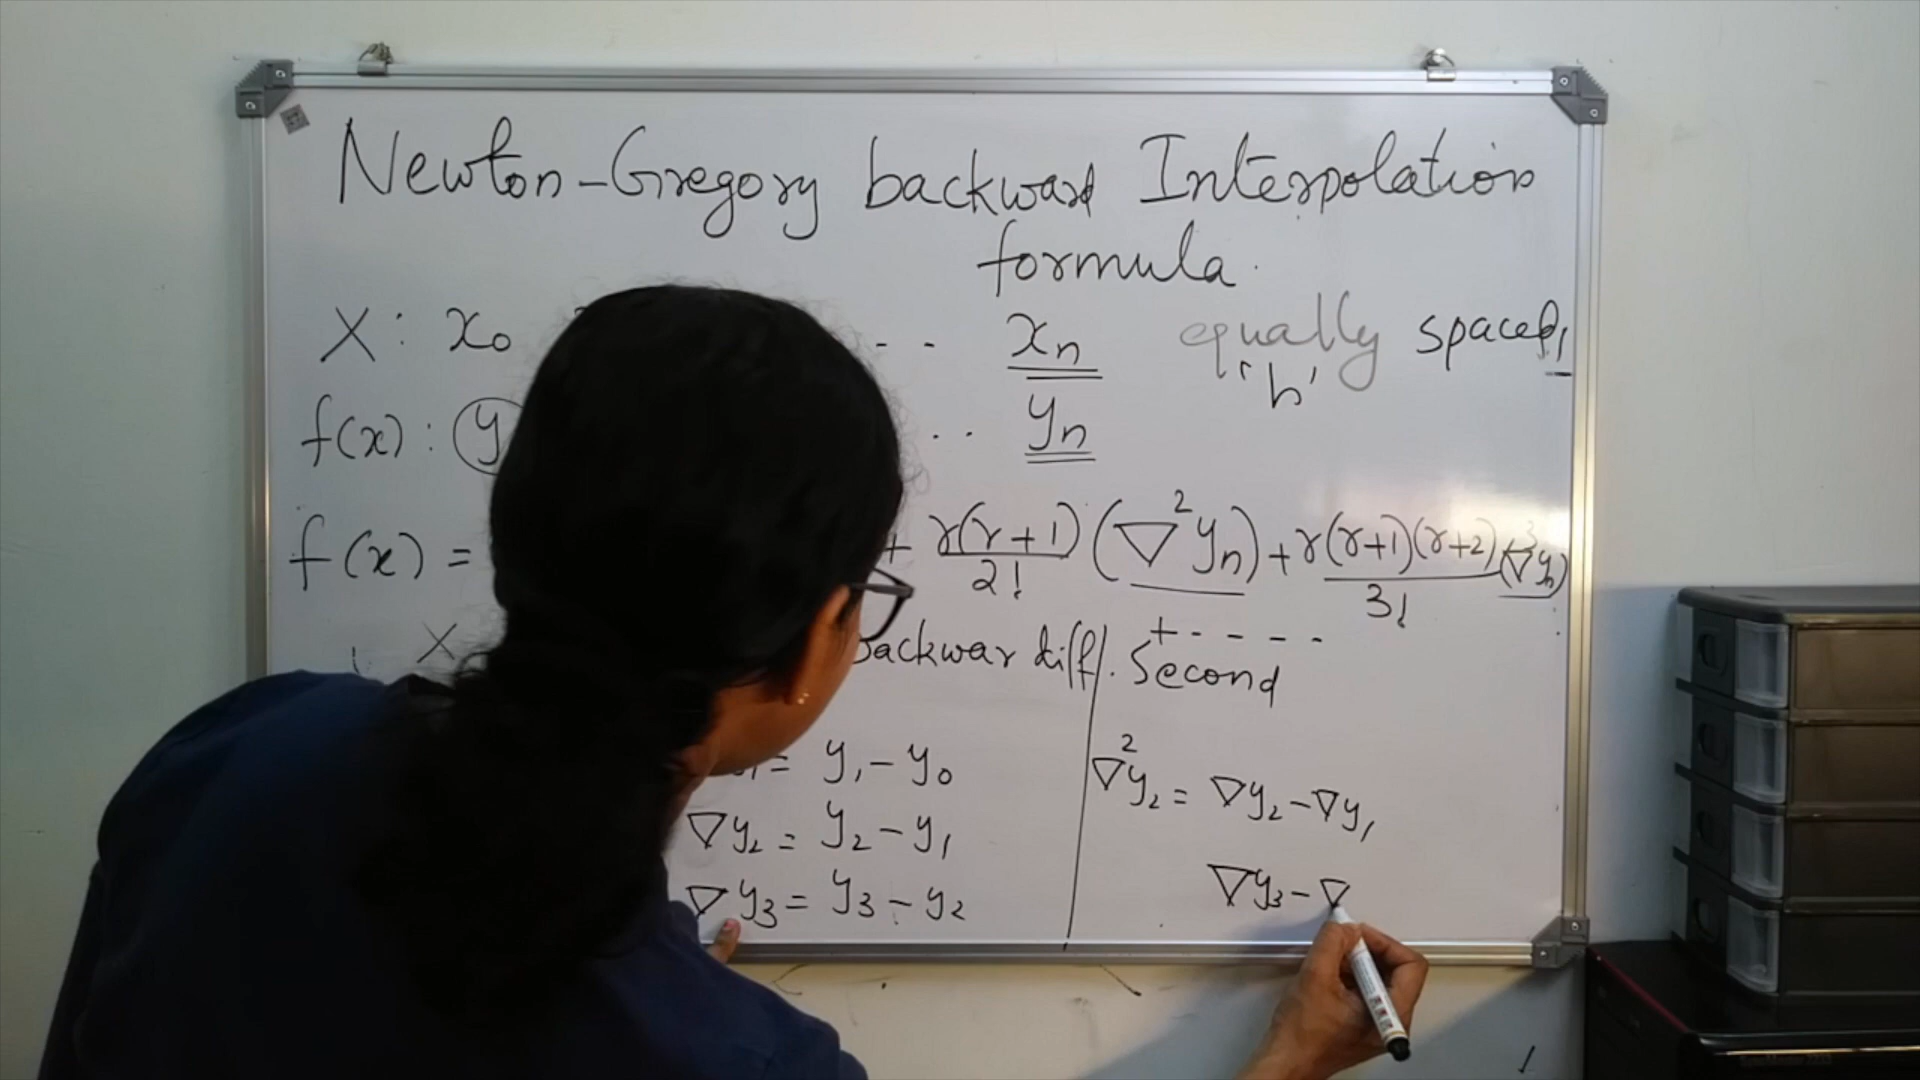 Newton-Gregory backward Interpolation
formula.
X: x₀ .. xₙ equally spaced,
'h'
f(x): y .. yₙ
f(x) = + r(r+1)/2! (∇²yₙ) + r(r+1)(r+2)/3! (∇³yₙ)
+----
X Backwar diff. Second
= y₁-y₀
∇²y₂ = ∇y₂-∇y₁
∇y₂ = y₂-y₁
∇y₃ = y₃-y₂
∇y₃-∇